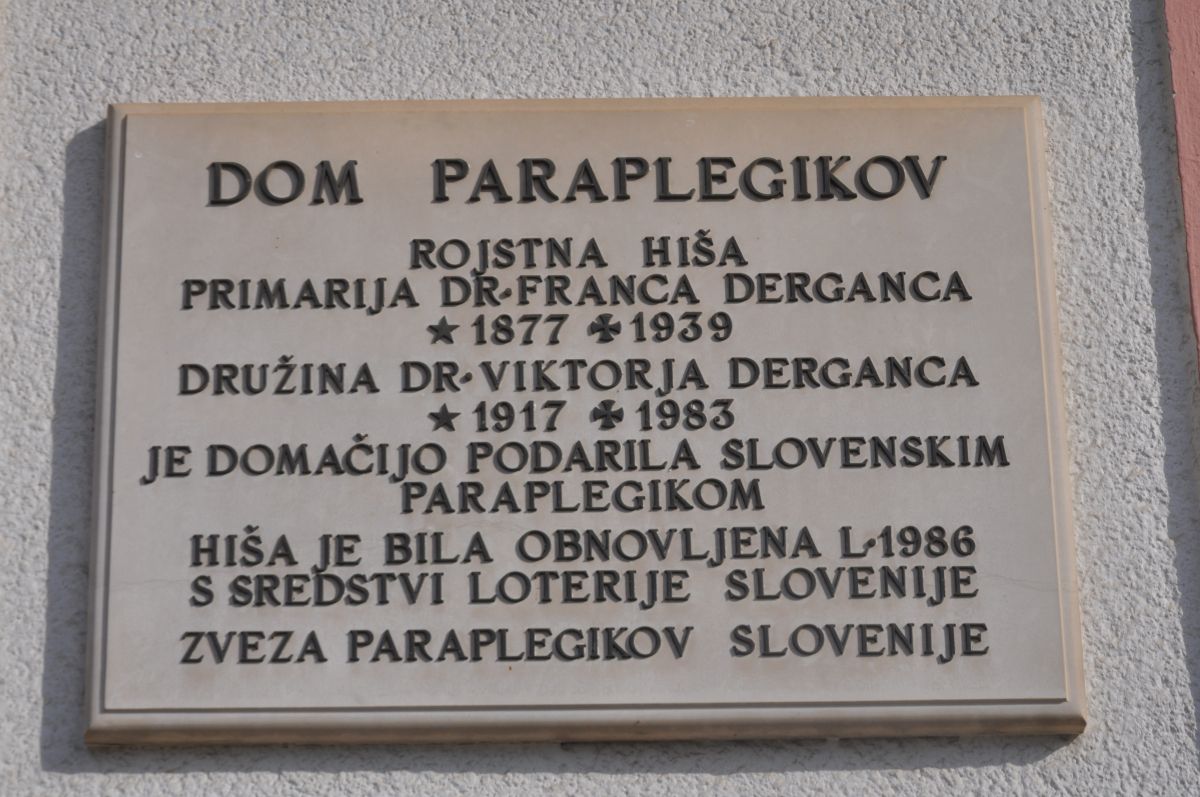 DOM PARAPLEGIKOV
ROJSTNA HIŠA
PRIMARIJA DR·FRANCA DERGANCA
★ 1877 ✠ 1939
DRUŽINA DR·VIKTORJA DERGANCA
★ 1917 ✠ 1983
JE DOMAČIJO PODARILA SLOVENSKIM
PARAPLEGIKOM
HIŠA JE BILA OBNOVLJENA L·1986
S SREDSTVI LOTERIJE SLOVENIJE
ZVEZA PARAPLEGIKOV SLOVENIJE